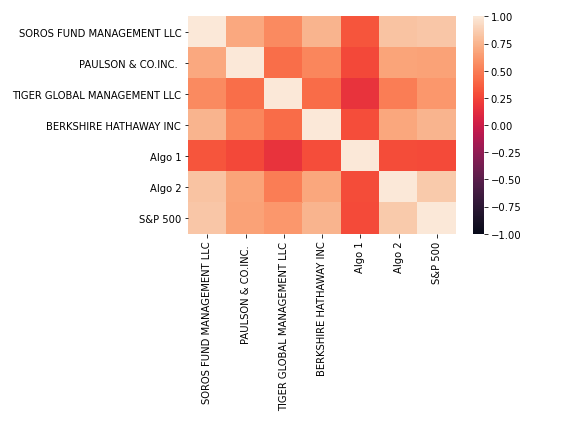 SOROS FUND MANAGEMENT LLC
PAULSON & CO.INC.
TIGER GLOBAL MANAGEMENT LLC
BERKSHIRE HATHAWAY INC
Algo 1
Algo 2
S&P 500
SOROS FUND MANAGEMENT LLC
PAULSON & CO.INC.
TIGER GLOBAL MANAGEMENT LLC
BERKSHIRE HATHAWAY INC
Algo 1
Algo 2
S&P 500
1.00
0.75
0.50
0.25
0.00
−0.25
−0.50
−0.75
−1.00